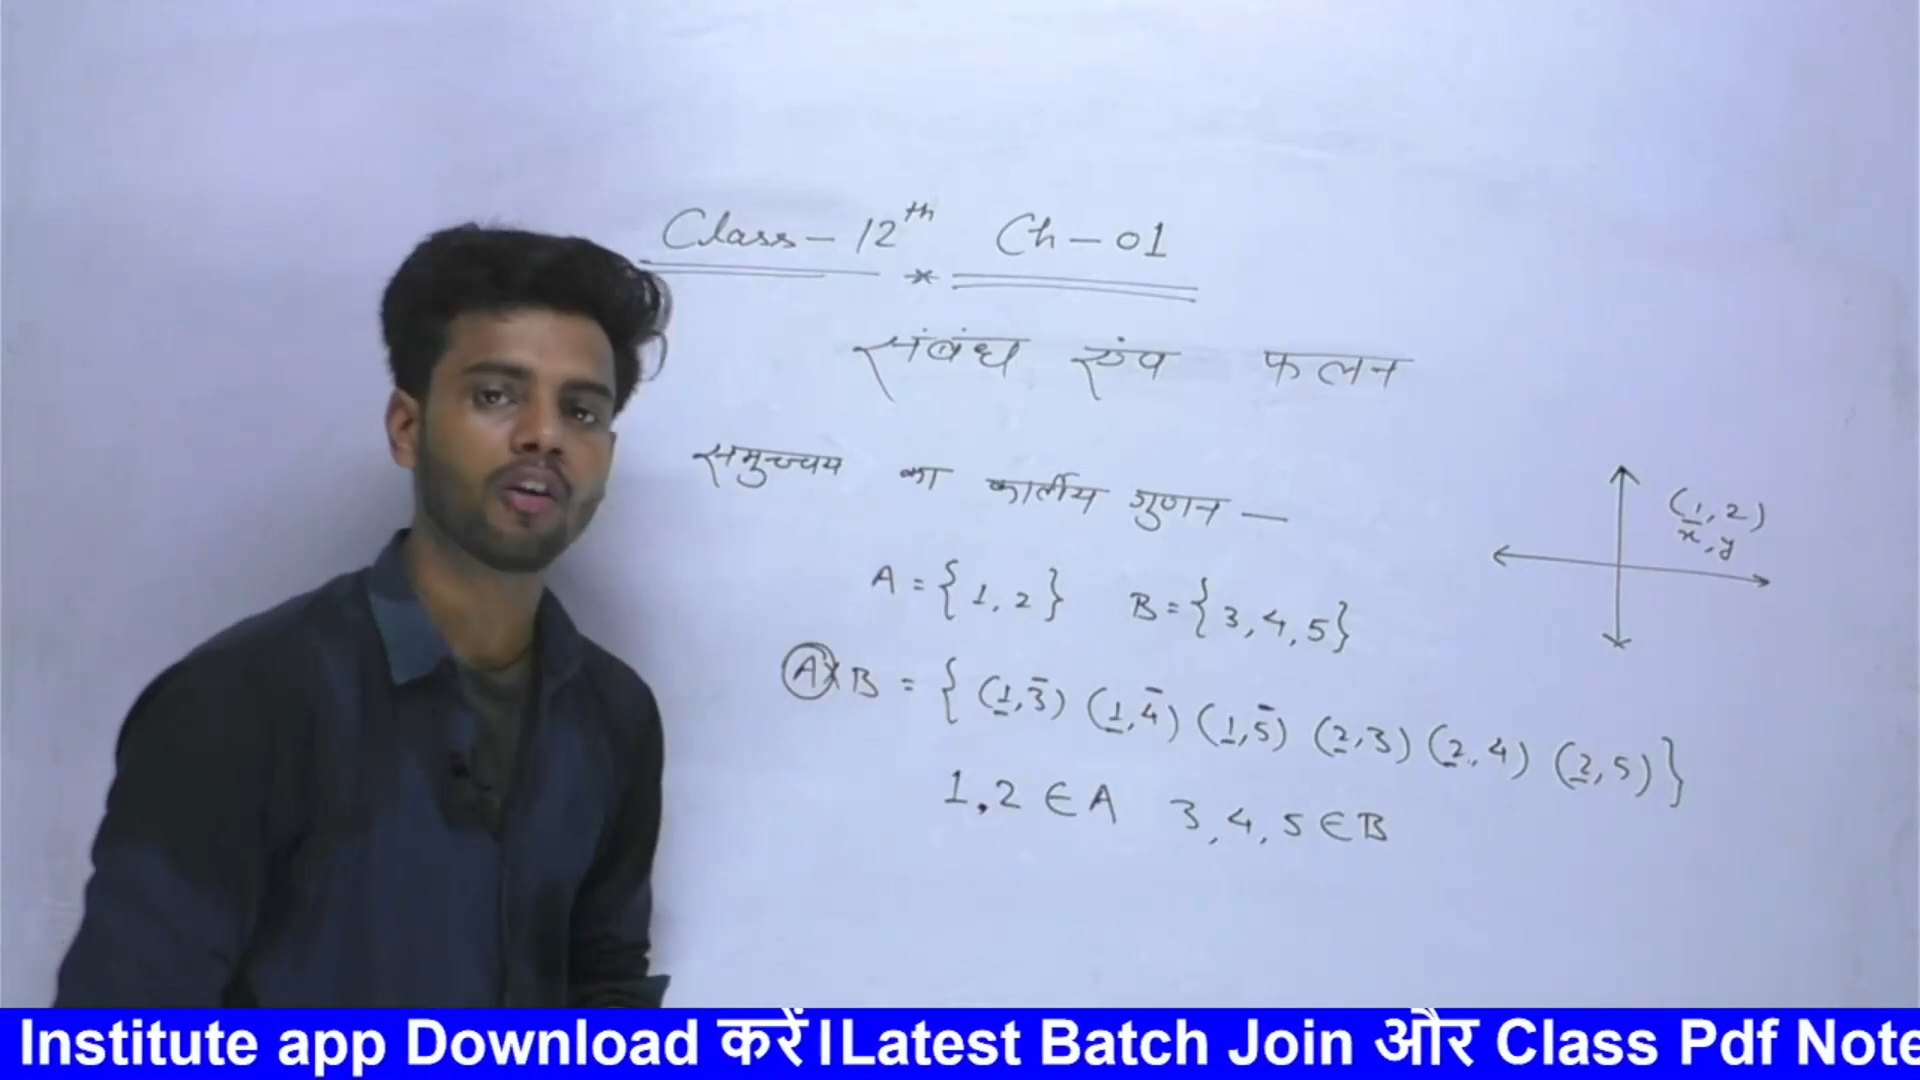 Class - 12th Ch - 01
संबंध एंव फलन
समुच्चय का कार्तीय गुणन —
(1, 2)
x, y
A = {1, 2} B = {3, 4, 5}
A×B = { (1,3) (1,4) (1,5) (2,3) (2,4) (2,5)}
1,2 ∈ A 3,4,5 ∈ B
Institute app Download करें।Latest Batch Join और Class Pdf Note